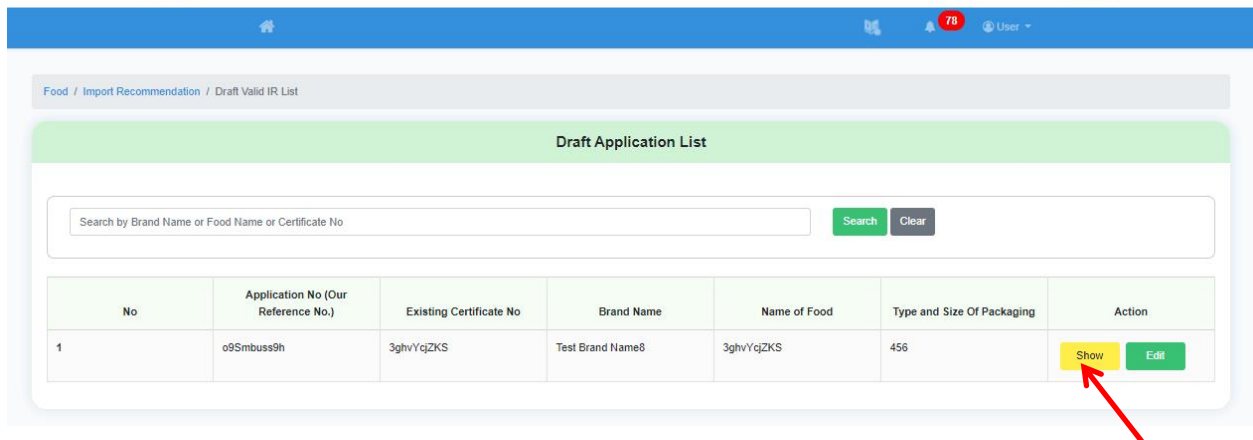 78
User
Food / Import Recommendation / Draft Valid IR List
Draft Application List
Search by Brand Name or Food Name or Certificate No
Search
Clear
No
Application No (Our
Reference No.)
Existing Certificate No
Brand Name
Name of Food
Type and Size Of Packaging
Action
1
o9Smbuss9h
3ghvYcjZKS
Test Brand Name8
3ghvYcjZKS
456
Show
Edit